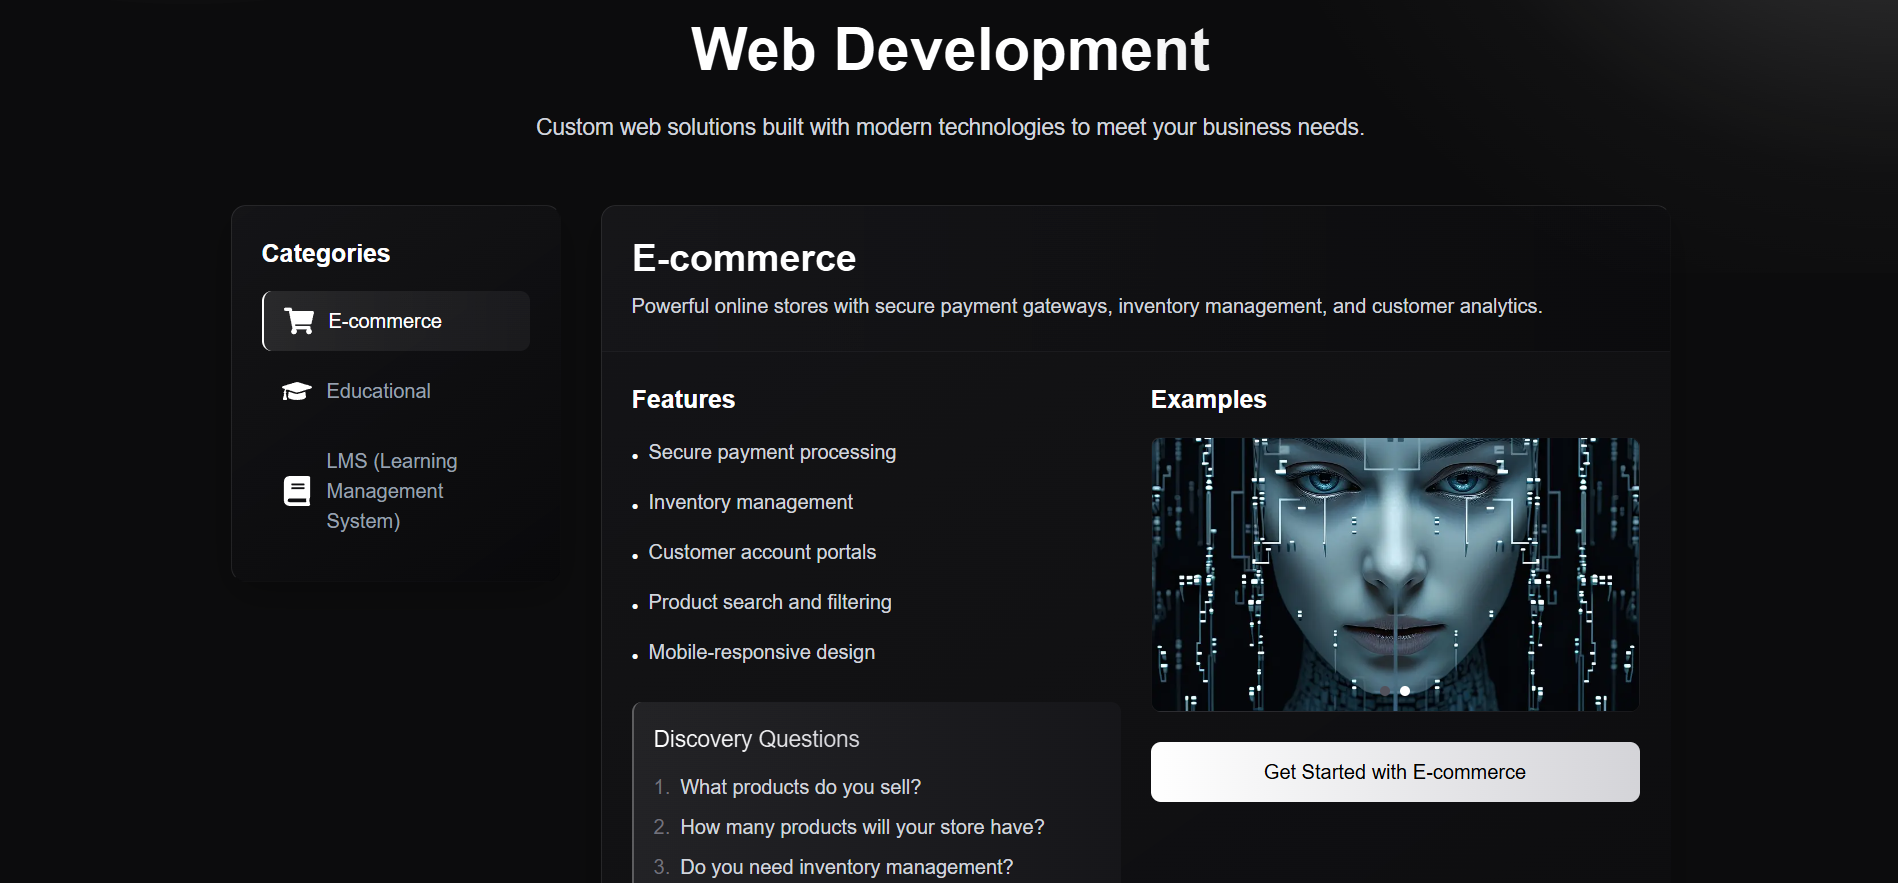 Web Development
Custom web solutions built with modern technologies to meet your business needs.
Categories
E-commerce
Educational
LMS (Learning
Management
System)
E-commerce
Powerful online stores with secure payment gateways, inventory management, and customer analytics.
Features
• Secure payment processing
• Inventory management
• Customer account portals
• Product search and filtering
• Mobile-responsive design
Discovery Questions
1. What products do you sell?
2. How many products will your store have?
3. Do you need inventory management?
Examples
Get Started with E-commerce